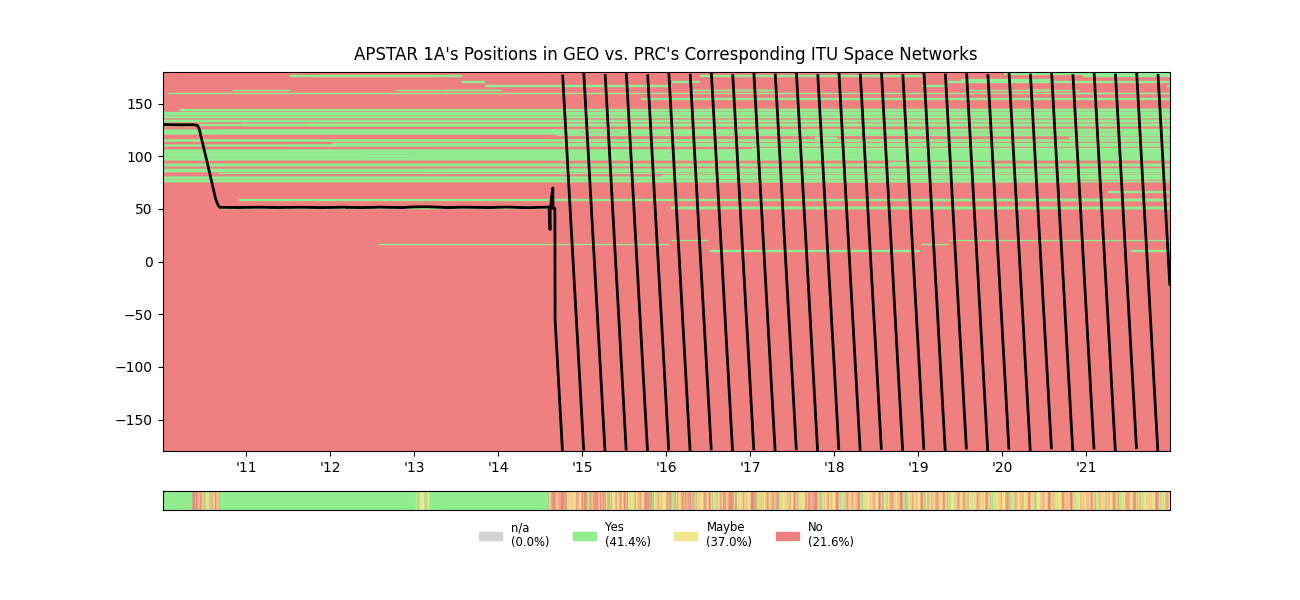 APSTAR 1A's Positions in GEO vs. PRC's Corresponding ITU Space Networks
150
100
50
0
−50
−100
−150
'11 '12 '13 '14 '15 '16 '17 '18 '19 '20 '21
n/a Yes Maybe No
(0.0%) (41.4%) (37.0%) (21.6%)